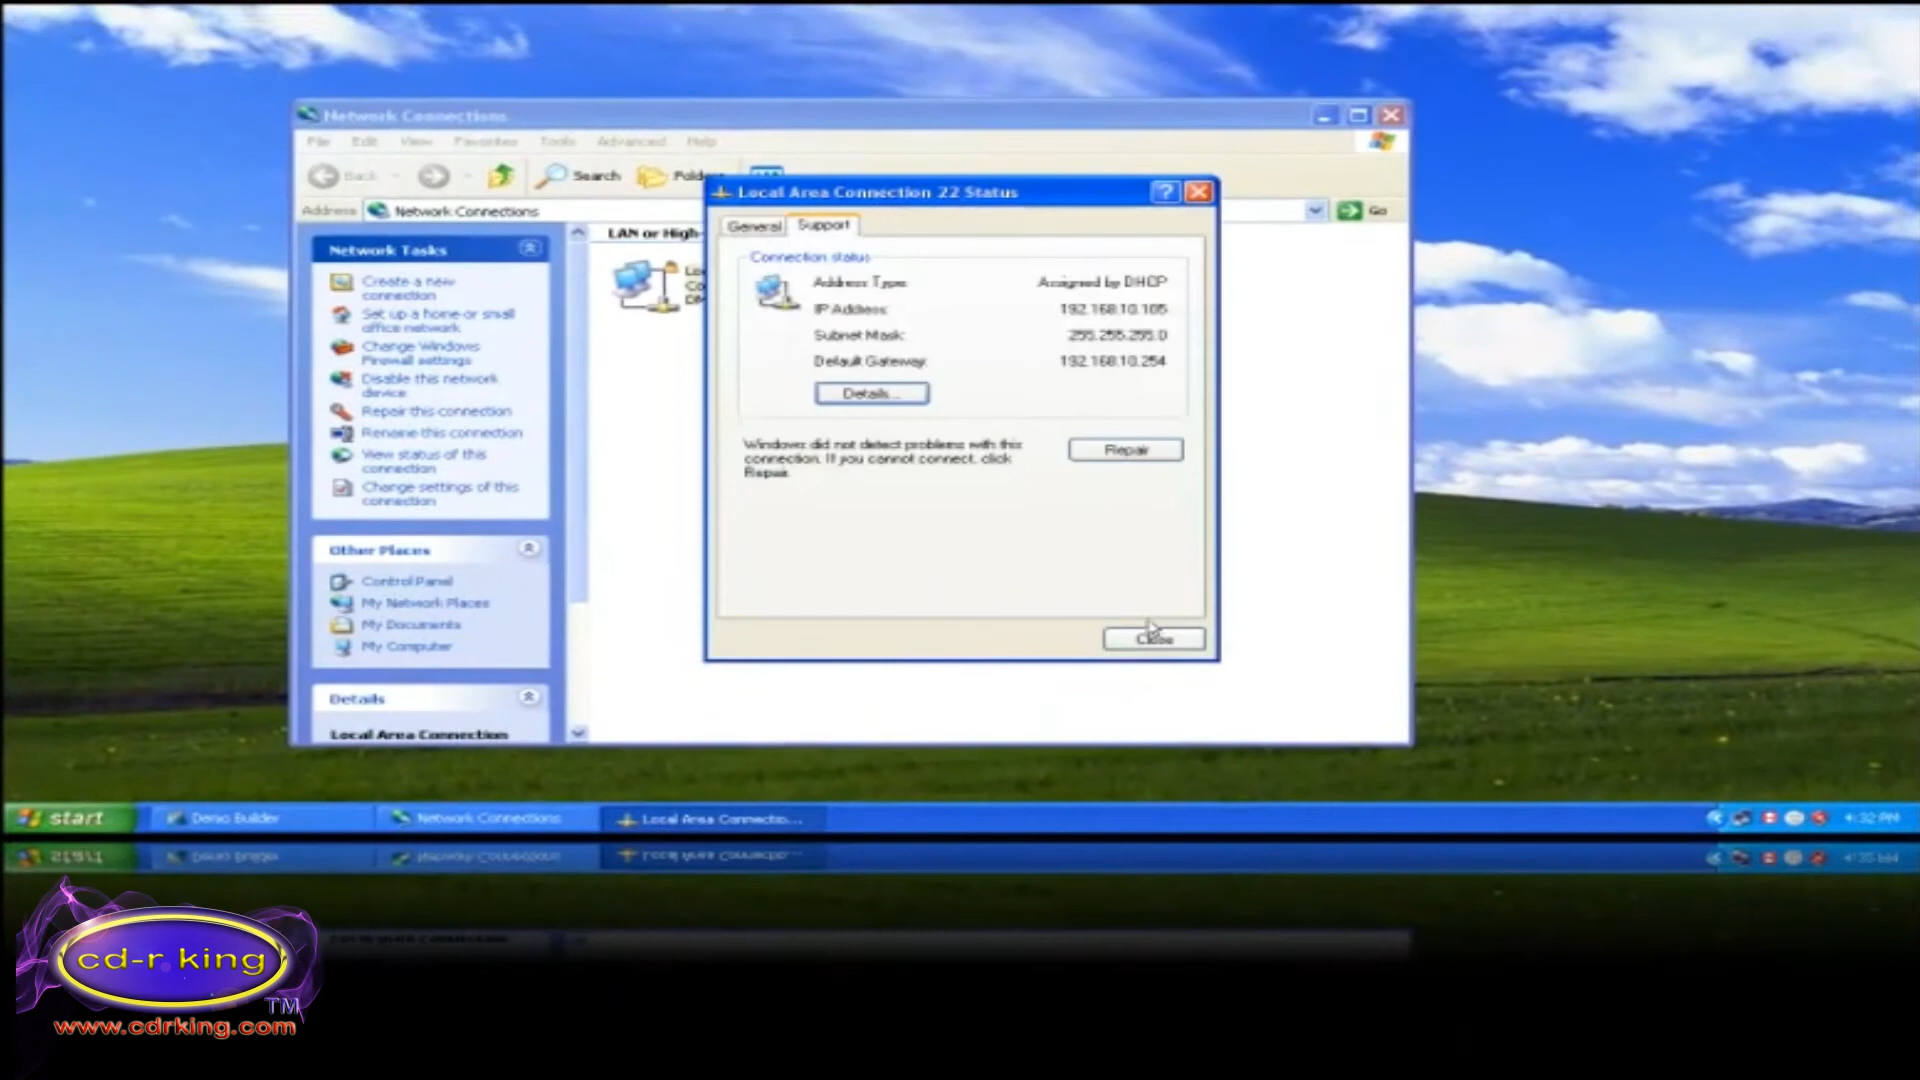 Network Connections
File Edit View Favorites Tools Advanced Help
Back Search Folders
Address Network Connections Go
Network Tasks
Create a new
connection
Set up a home or small
office network
Change Windows
Firewall settings
Disable this network
device
Repair this connection
Rename this connection
View status of this
connection
Change settings of this
connection
Other Places
Control Panel
My Network Places
My Documents
My Computer
Details
Local Area Connection
LAN or High-
Local Area Connection 22 Status
General Support
Connection status
Address Type: Assigned by DHCP
IP Address: 192.168.10.105
Subnet Mask: 255.255.255.0
Default Gateway: 192.168.10.254
Details...
Windows did not detect problems with this
connection. If you cannot connect, click
Repair.
Repair
Close
start Demo Builder Network Connections Local Area Connectio... 4:32 PM
cd-r king
TM
www.cdrking.com